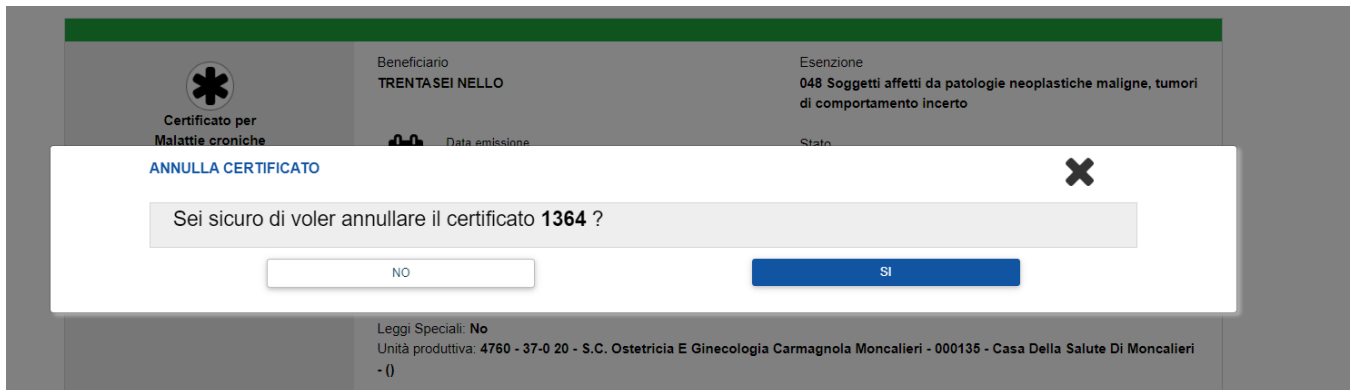 Beneficiario
TRENTASEI NELLO
Esenzione
048 Soggetti affetti da patologie neoplastiche maligne, tumori
di comportamento incerto
Certificato per
Malattie croniche
Data emissione
Stato
ANNULLA CERTIFICATO
Sei sicuro di voler annullare il certificato 1364 ?
NO
SI
Leggi Speciali: No
Unità produttiva: 4760 - 37-0 20 - S.C. Ostetricia E Ginecologia Carmagnola Moncalieri - 000135 - Casa Della Salute Di Moncalieri
- ()